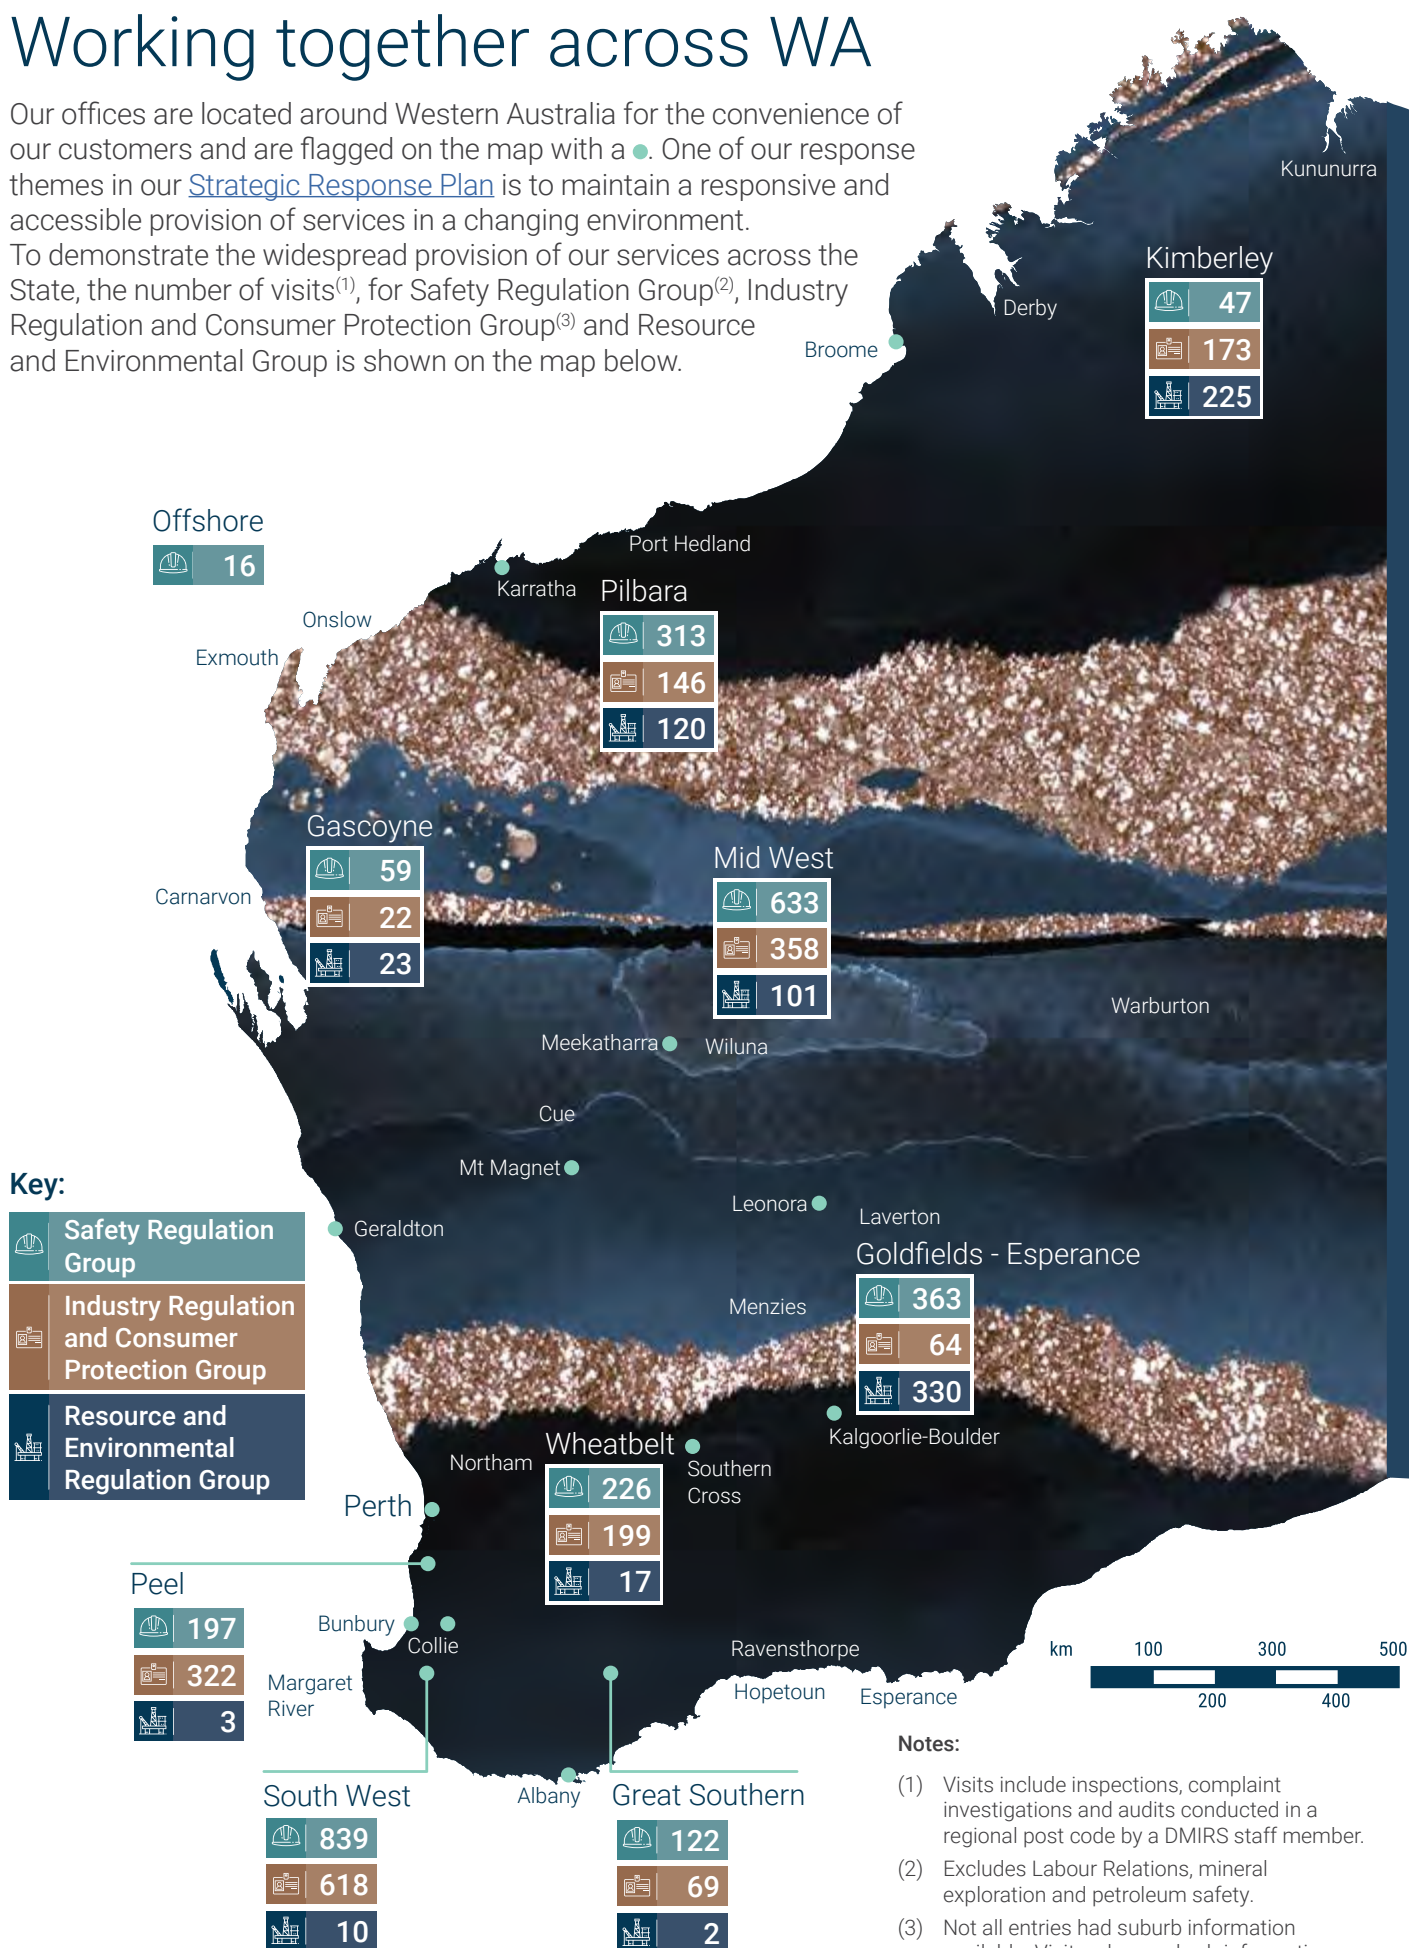 Working together across WA
Our offices are located around Western Australia for the convenience of
our customers and are flagged on the map with a ●. One of our response
themes in our Strategic Response Plan is to maintain a responsive and
accessible provision of services in a changing environment.
To demonstrate the widespread provision of our services across the
State, the number of visits(1), for Safety Regulation Group(2), Industry
Regulation and Consumer Protection Group(3) and Resource
and Environmental Group is shown on the map below.
Kununurra
Kimberley
47
173
225
Derby
Broome
Offshore
16
Port Hedland
Karratha
Pilbara
313
146
120
Onslow
Exmouth
Gascoyne
59
22
23
Carnarvon
Mid West
633
358
101
Warburton
Meekatharra
Wiluna
Cue
Mt Magnet
Leonora
Laverton
Geraldton
Goldfields - Esperance
363
64
330
Menzies
Kalgoorlie-Boulder
Key:
Safety Regulation
Group
Industry Regulation
and Consumer
Protection Group
Resource and
Environmental
Regulation Group
Northam
Wheatbelt
226
199
17
Southern
Cross
Perth
Peel
197
322
3
Bunbury
Collie
Margaret
River
Ravensthorpe
Hopetoun
Esperance
km 100 300 500
200 400
South West
839
618
10
Albany
Great Southern
122
69
2
Notes:
(1) Visits include inspections, complaint
investigations and audits conducted in a
regional post code by a DMIRS staff member.
(2) Excludes Labour Relations, mineral
exploration and petroleum safety.
(3) Not all entries had suburb information